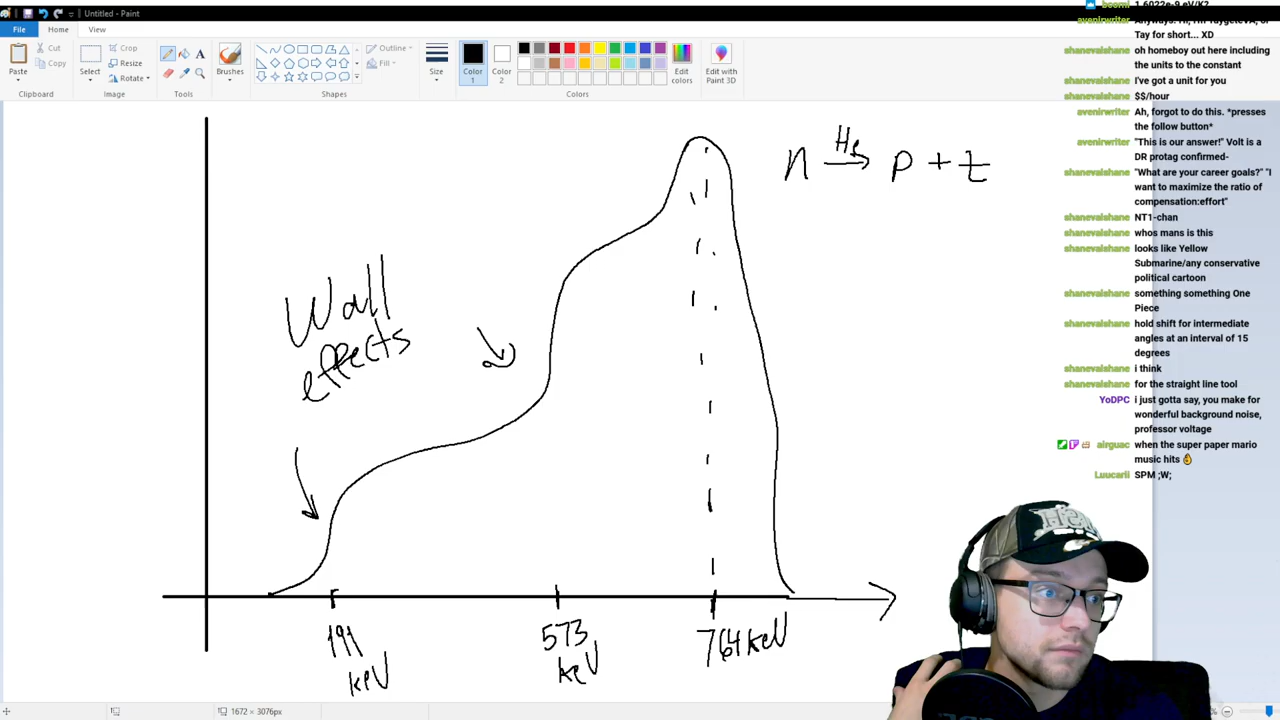 Untitled - Paint
File Home View
Paste
Cut
Copy
Clipboard
Select
Crop
Resize
Rotate
Image
Tools
Brushes
Shapes
Outline
Fill
Size
Color 1
Color 2
Colors
Edit colors
Edit with Paint 3D
n He→ p + t
Wall
effects
191
keV
573
keV
764 keV
1672 × 3076px
boomi 1.6022e-9 eV/K?
avenirwriter Anyways. Hi, I'm TaygeteVA, or
Tay for short... XD
shanevalshane oh homeboy out here including
the units to the constant
shanevalshane I've got a unit for you
shanevalshane $$/hour
avenirwriter Ah, forgot to do this. *presses
the follow button*
avenirwriter "This is our answer!" Volt is a
DR protag confirmed-
shanevalshane "What are your career goals?" "I
want to maximize the ratio of
compensation:effort"
shanevalshane NT1-chan
shanevalshane whos mans is this
shanevalshane looks like Yellow
Submarine/any conservative
political cartoon
shanevalshane something something One
Piece
shanevalshane hold shift for intermediate
angles at an interval of 15
degrees
shanevalshane i think
shanevalshane for the straight line tool
YoDPC i just gotta say, you make for
wonderful background noise,
professor voltage
airguac when the super paper mario
music hits 👌
Luucarii SPM ;W;